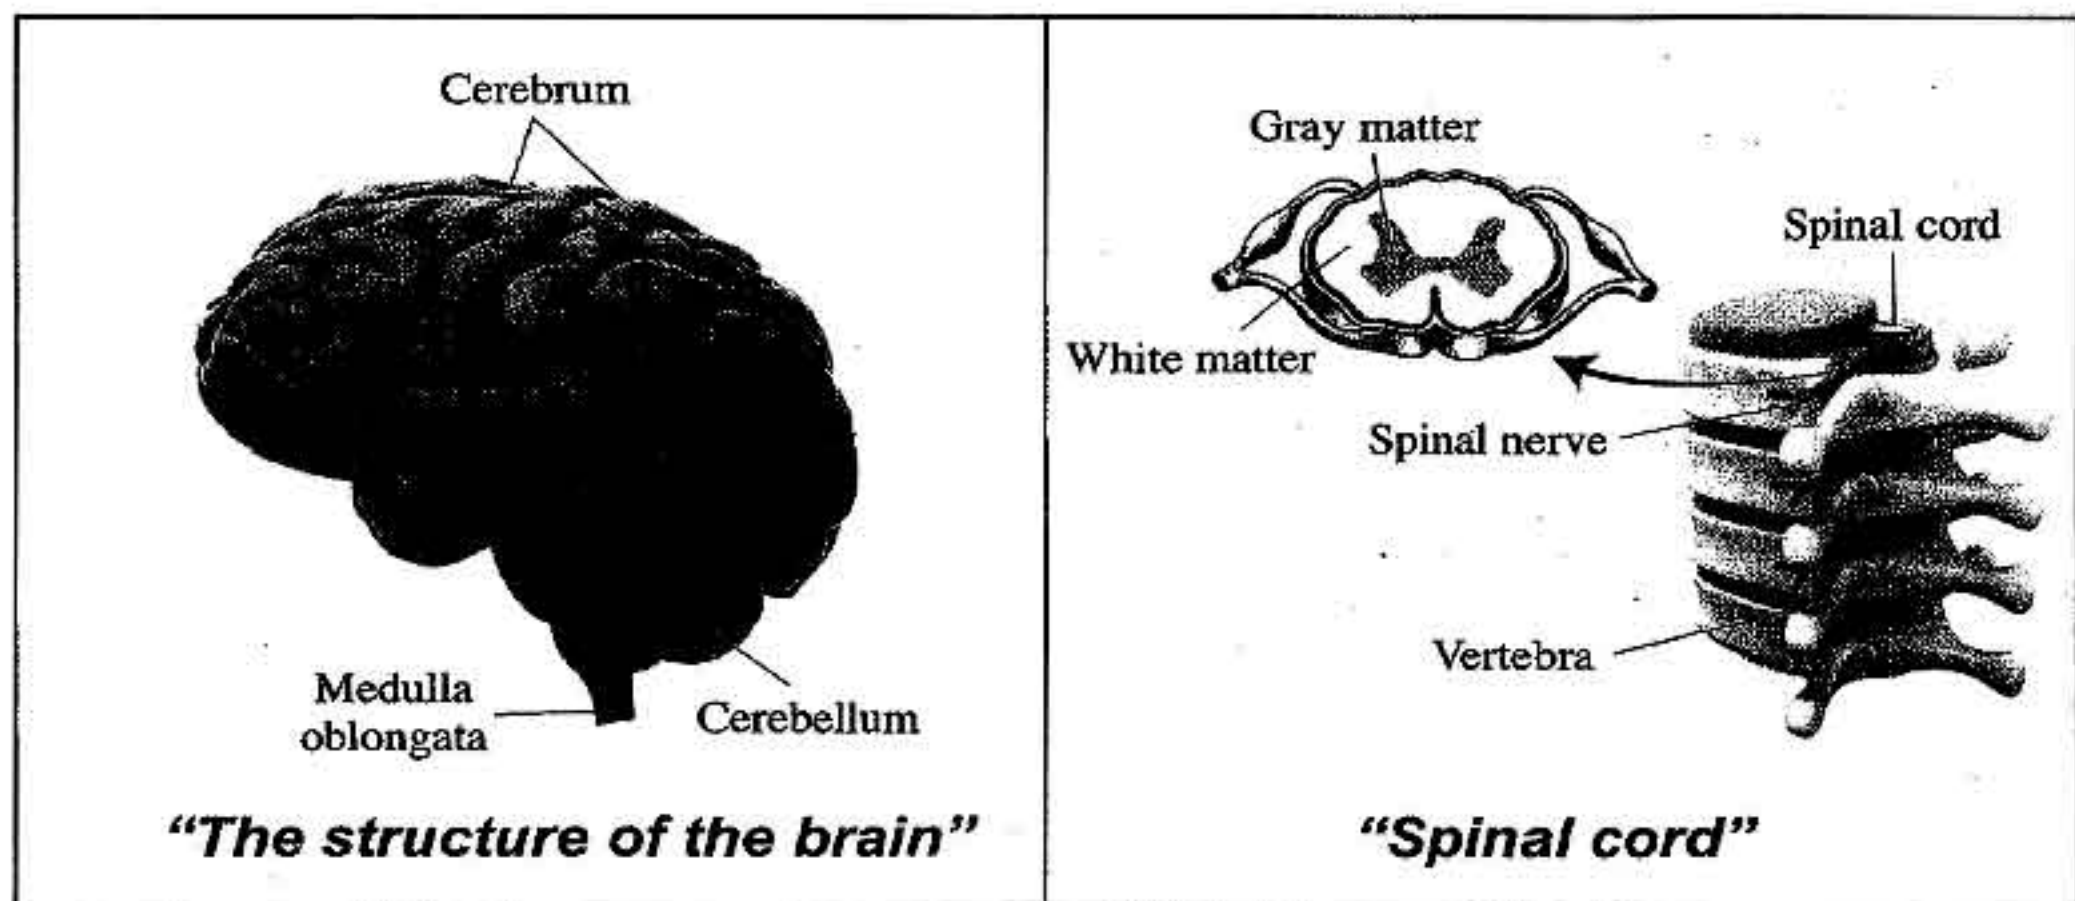 Cerebrum
Medulla
oblongata
Cerebellum
“The structure of the brain”
Gray matter
Spinal cord
White matter
Spinal nerve
Vertebra
“Spinal cord”